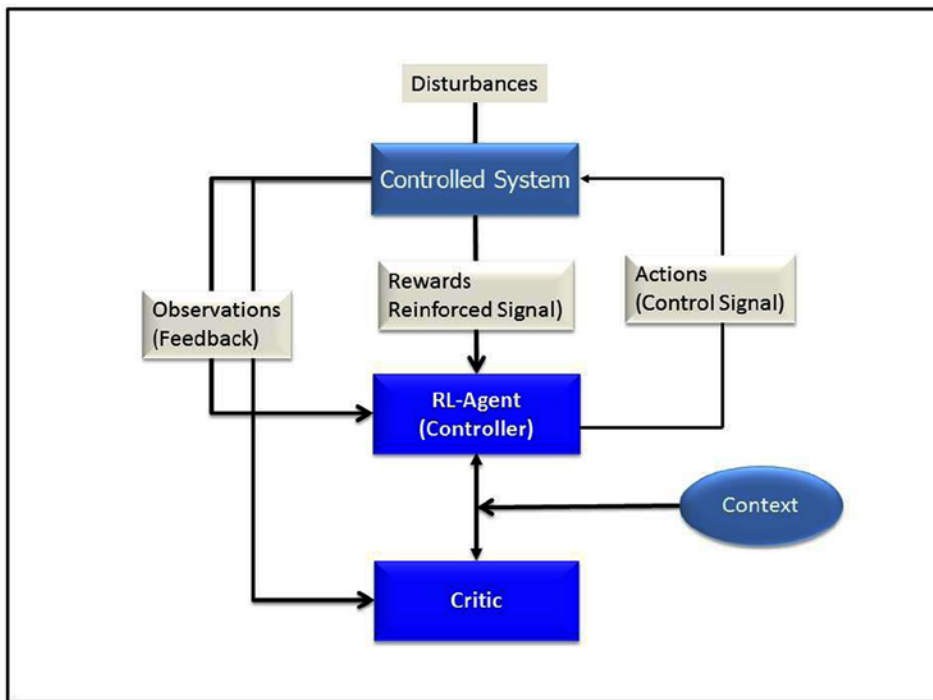 Disturbances
Controlled System
Rewards
Reinforced Signal)
Actions
(Control Signal)
Observations
(Feedback)
RL-Agent
(Controller)
Context
Critic